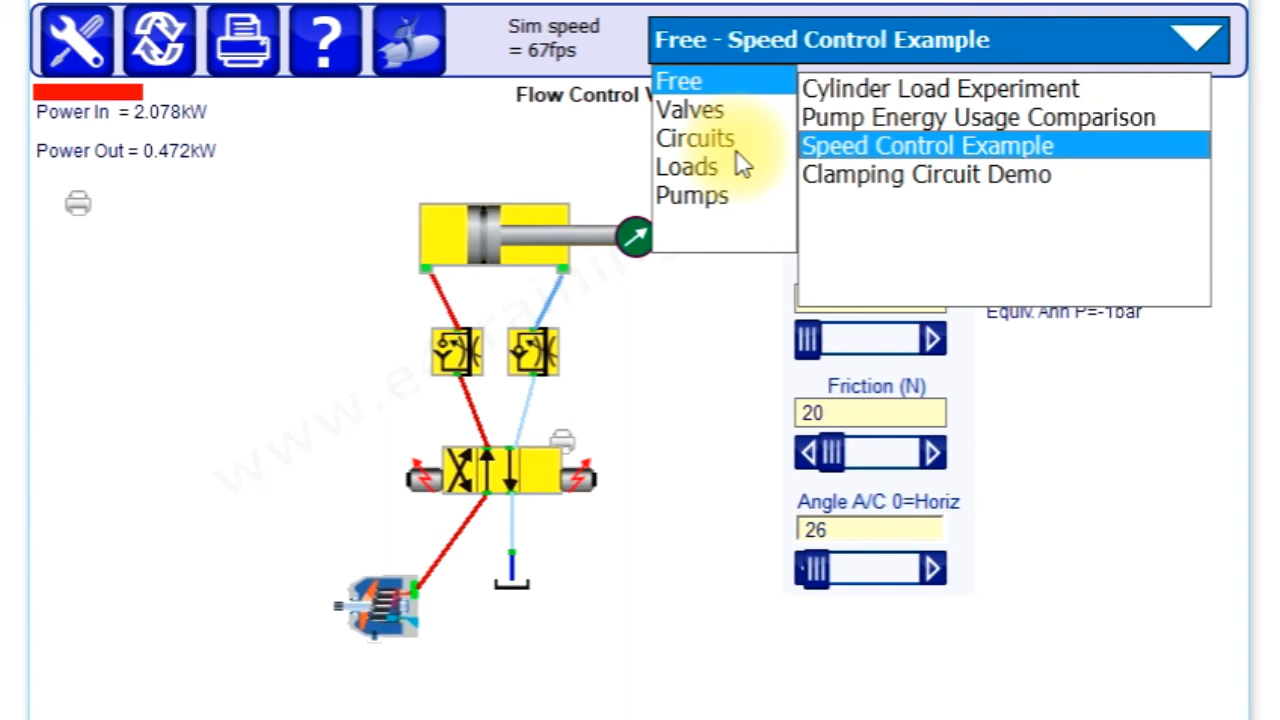 Sim speed
= 67fps
Free - Speed Control Example
Free
Valves
Circuits
Loads
Pumps
Cylinder Load Experiment
Pump Energy Usage Comparison
Speed Control Example
Clamping Circuit Demo
Power In = 2.078kW
Power Out = 0.472kW
Flow Control
Equiv. Ann P=-1bar
Friction (N)
20
Angle A/C 0=Horiz
26
?